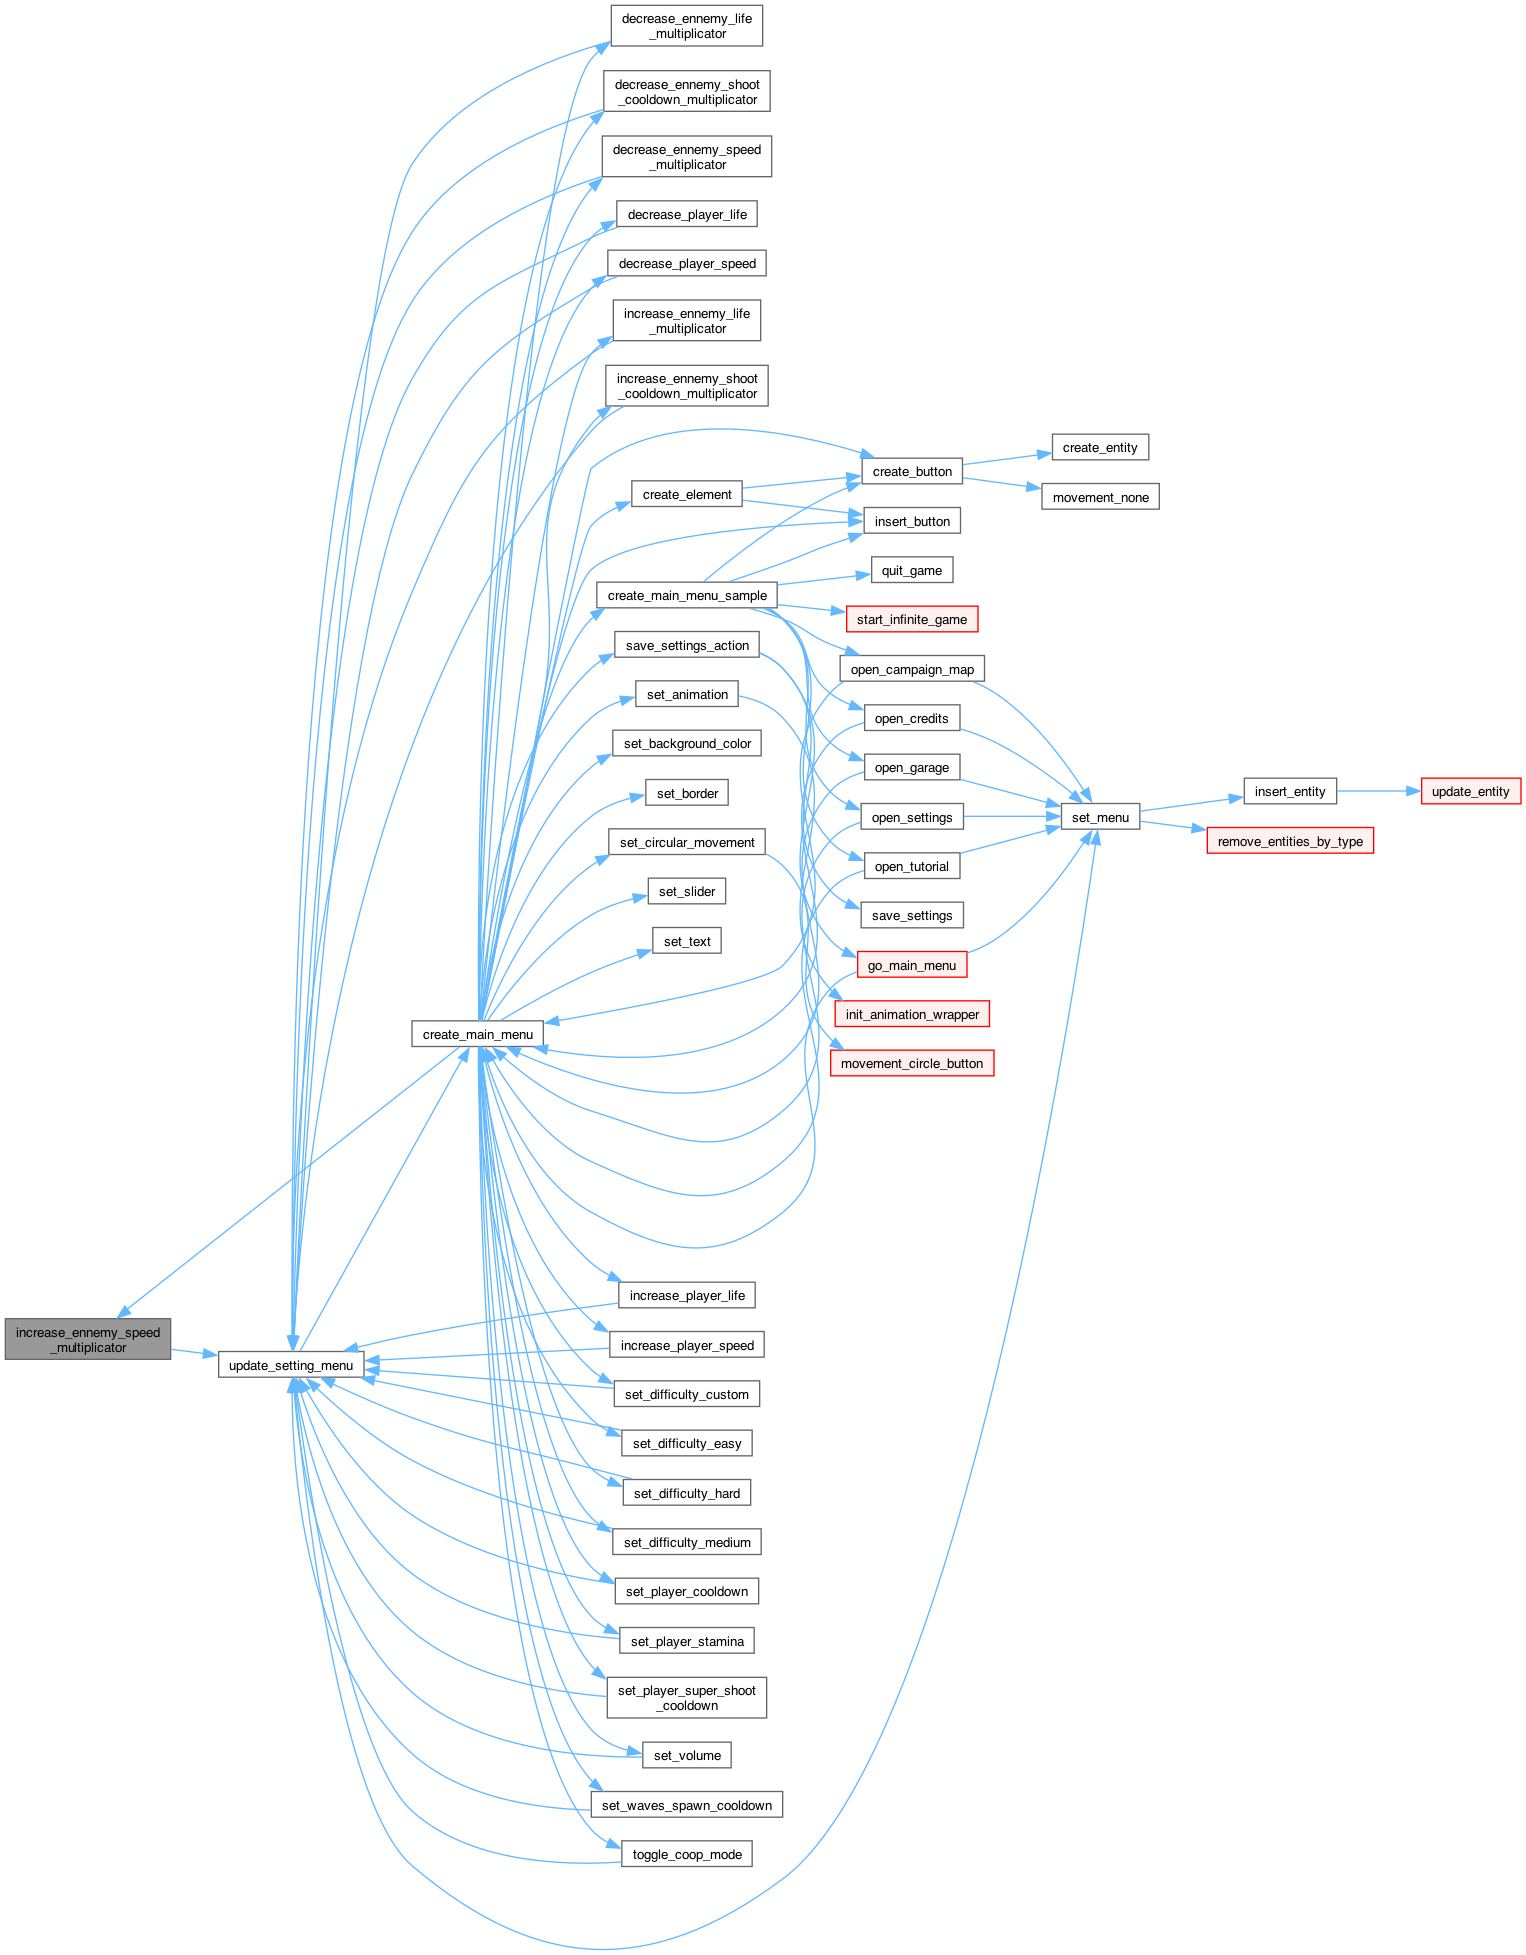 decrease_ennemy_life
_multiplicator
decrease_ennemy_shoot
_cooldown_multiplicator
decrease_ennemy_speed
_multiplicator
decrease_player_life
decrease_player_speed
increase_ennemy_life
_multiplicator
increase_ennemy_shoot
_cooldown_multiplicator
create_entity
create_button
create_element
movement_none
insert_button
quit_game
create_main_menu_sample
start_infinite_game
save_settings_action
open_campaign_map
set_animation
open_credits
set_background_color
open_garage
set_border
insert_entity
update_entity
open_settings
set_menu
set_circular_movement
remove_entities_by_type
open_tutorial
set_slider
save_settings
set_text
go_main_menu
init_animation_wrapper
create_main_menu
movement_circle_button
increase_player_life
increase_ennemy_speed
_multiplicator
increase_player_speed
update_setting_menu
set_difficulty_custom
set_difficulty_easy
set_difficulty_hard
set_difficulty_medium
set_player_cooldown
set_player_stamina
set_player_super_shoot
_cooldown
set_volume
set_waves_spawn_cooldown
toggle_coop_mode